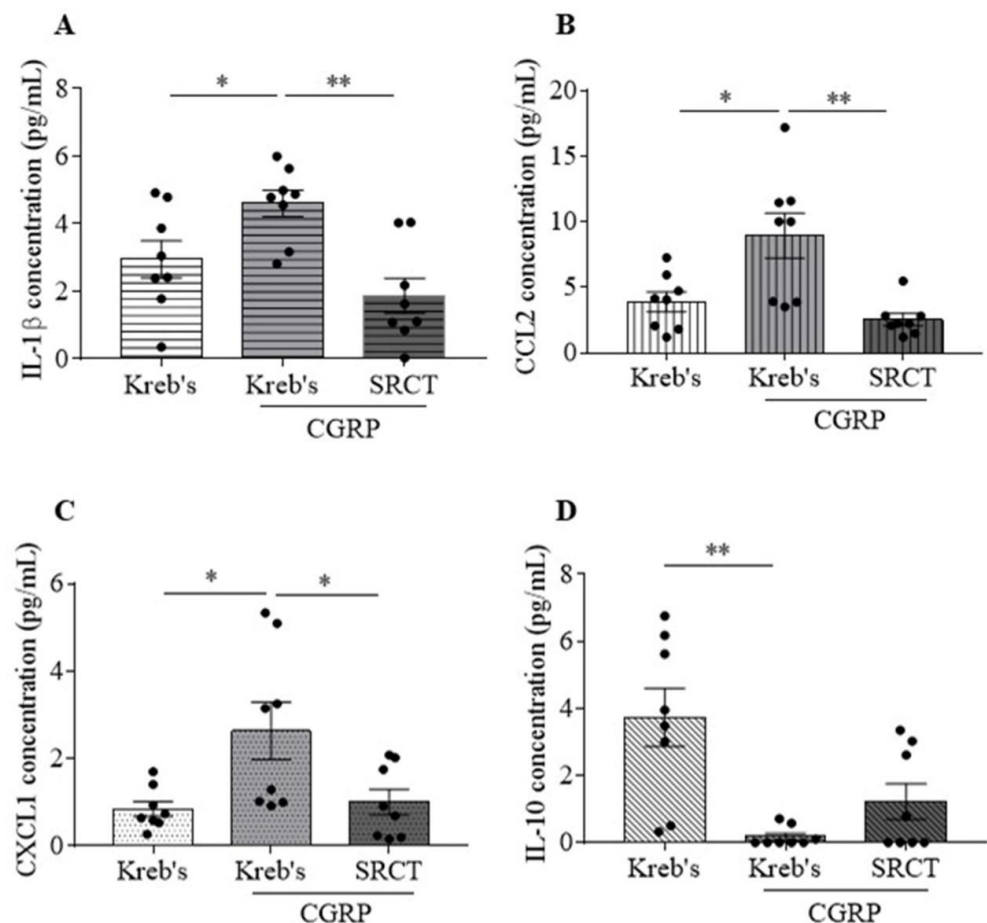 A
IL-1β concentration (pg/mL)
8
6
4
2
0
*
**
Kreb's Kreb's SRCT
CGRP
B
CCL2 concentration (pg/mL)
20
15
10
5
0
*
**
Kreb's Kreb's SRCT
CGRP
C
CXCL1 concentration (pg/mL)
6
4
2
0
*
*
Kreb's Kreb's SRCT
CGRP
D
IL-10 concentration (pg/mL)
8
6
4
2
0
**
Kreb's Kreb's SRCT
CGRP